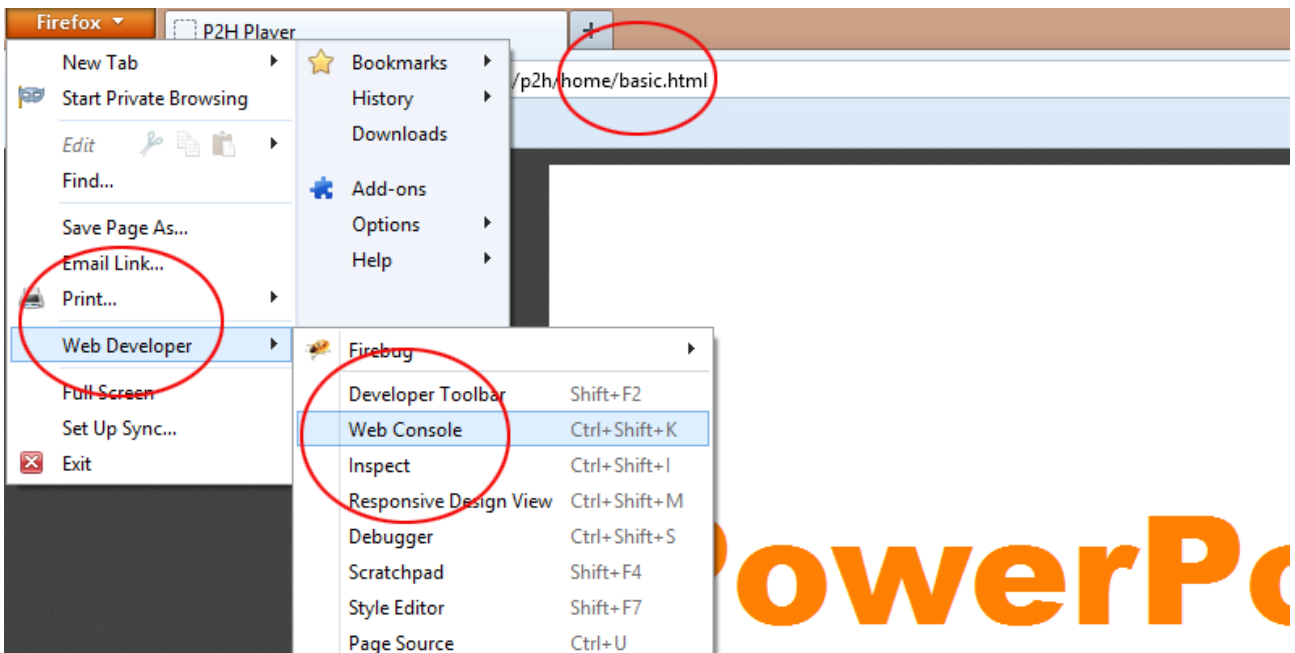 Firefox
P2H Player
+
New Tab
Start Private Browsing
Edit
Find...
Save Page As...
Email Link...
Print...
Web Developer
Full Screen
Set Up Sync...
Exit
Bookmarks
History
Downloads
Add-ons
Options
Help
/p2h/home/basic.html
Firebug
Developer Toolbar Shift+F2
Web Console Ctrl+Shift+K
Inspect Ctrl+Shift+I
Responsive Design View Ctrl+Shift+M
Debugger Ctrl+Shift+S
Scratchpad Shift+F4
Style Editor Shift+F7
Page Source Ctrl+U
owerPo